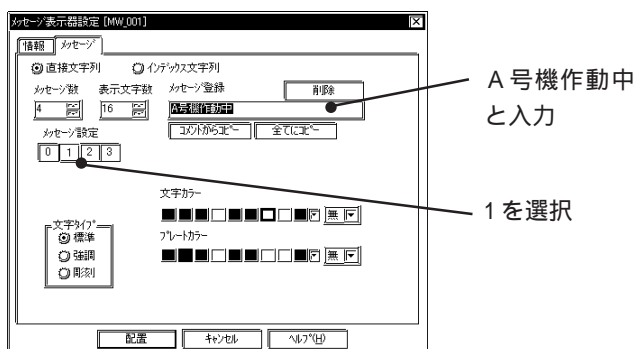 メッセージ表示器設定 [MW_001]
情報 メッセージ
直接文字列 インデックス文字列
メッセージ数 表示文字数 メッセージ登録 削除
4 16 A号機作動中
コメントからコピー 全てにコピー
メッセージ設定
0 1 2 3
文字カラー
無
文字タイプ
標準
強調
彫刻
プレートカラー
無
配置 キャンセル ヘルプ(H)
A号機作動中
と入力
1を選択